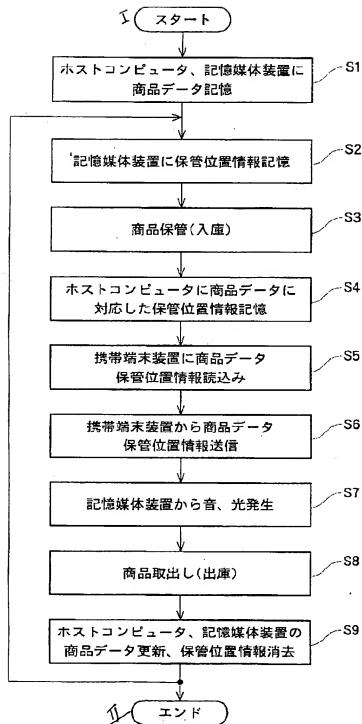 I
スタート
ホストコンピュータ、記憶媒体装置に
商品データ記憶
S1
記憶媒体装置に保管位置情報記憶
S2
商品保管(入庫)
S3
ホストコンピュータに商品データに
対応した保管位置情報記憶
S4
携帯端末装置に商品データ
保管位置情報読込み
S5
携帯端末装置から商品データ
保管位置情報送信
S6
記憶媒体装置から音、光発生
S7
商品取出し(出庫)
S8
ホストコンピュータ、記憶媒体装置の
商品データ更新、保管位置情報消去
S9
II
エンド